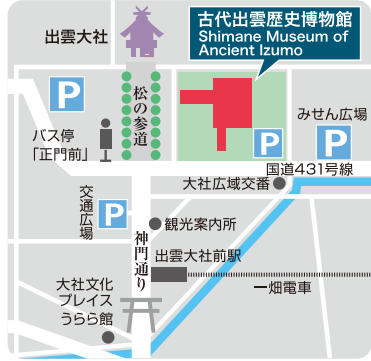 古代出雲歴史博物館
Shimane Museum of
Ancient Izumo
出雲大社
P
松の参道
P
みせん広場
P
バス停
「正門前」
国道431号線
大社広域交番
交通広場
P
観光案内所
神門通り
出雲大社前駅
一畑電車
大社文化
プレイス
うらら館